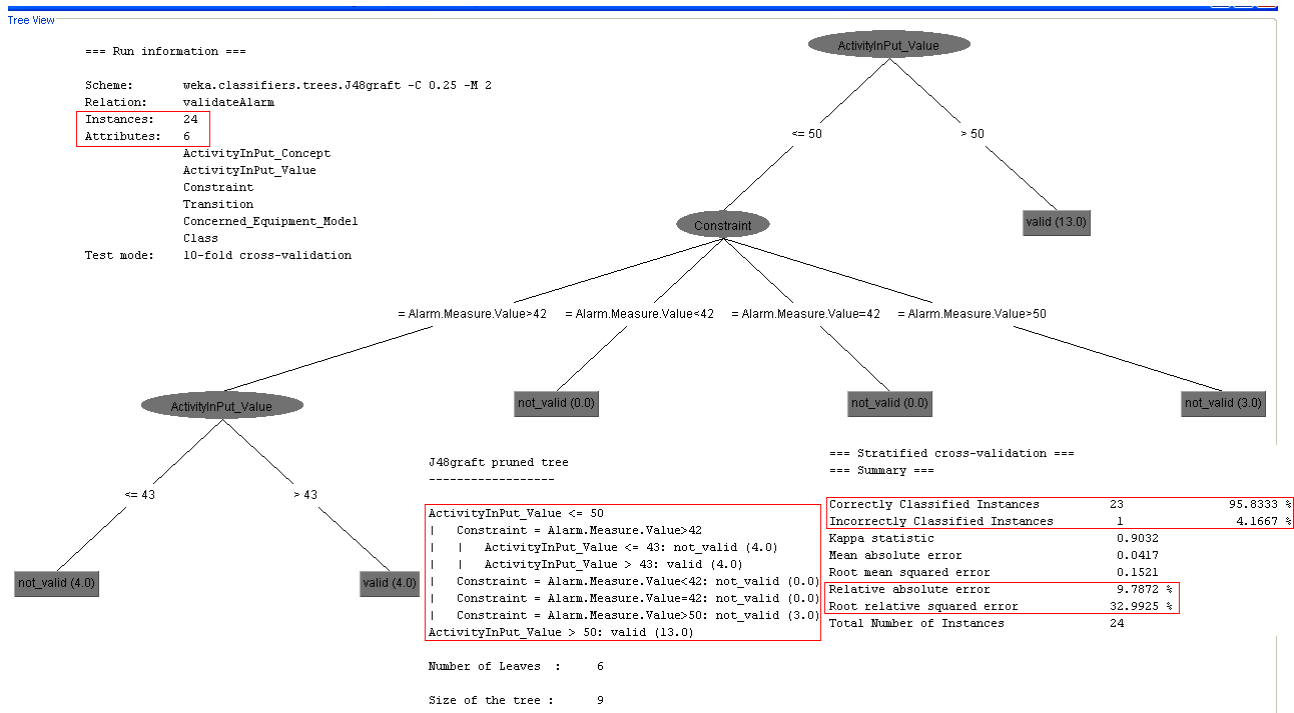 Tree View
=== Run information ===
Scheme: weka.classifiers.trees.J48graft -C 0.25 -M 2
Relation: validateAlarm
Instances: 24
Attributes: 6
ActivityInPut_Concept
ActivityInPut_Value
Constraint
Transition
Concerned_Equipment_Model
Class
Test mode: 10-fold cross-validation
ActivityInPut_Value
<= 50
> 50
Constraint
valid (13.0)
= Alarm.Measure.Value>42
= Alarm.Measure.Value<42
= Alarm.Measure.Value=42
= Alarm.Measure.Value>50
ActivityInPut_Value
not_valid (0.0)
not_valid (0.0)
not_valid (3.0)
<= 43
> 43
not_valid (4.0)
valid (4.0)
J48graft pruned tree
------------------
ActivityInPut_Value <= 50
| Constraint = Alarm.Measure.Value>42
| | ActivityInPut_Value <= 43: not_valid (4.0)
| | ActivityInPut_Value > 43: valid (4.0)
| Constraint = Alarm.Measure.Value<42: not_valid (0.0)
| Constraint = Alarm.Measure.Value=42: not_valid (0.0)
| Constraint = Alarm.Measure.Value>50: not_valid (3.0)
ActivityInPut_Value > 50: valid (13.0)
Number of Leaves : 6
Size of the tree : 9
=== Stratified cross-validation ===
=== Summary ===
Correctly Classified Instances 23 95.8333 %
Incorrectly Classified Instances 1 4.1667 %
Kappa statistic 0.9032
Mean absolute error 0.0417
Root mean squared error 0.1521
Relative absolute error 9.7872 %
Root relative squared error 32.9925 %
Total Number of Instances 24